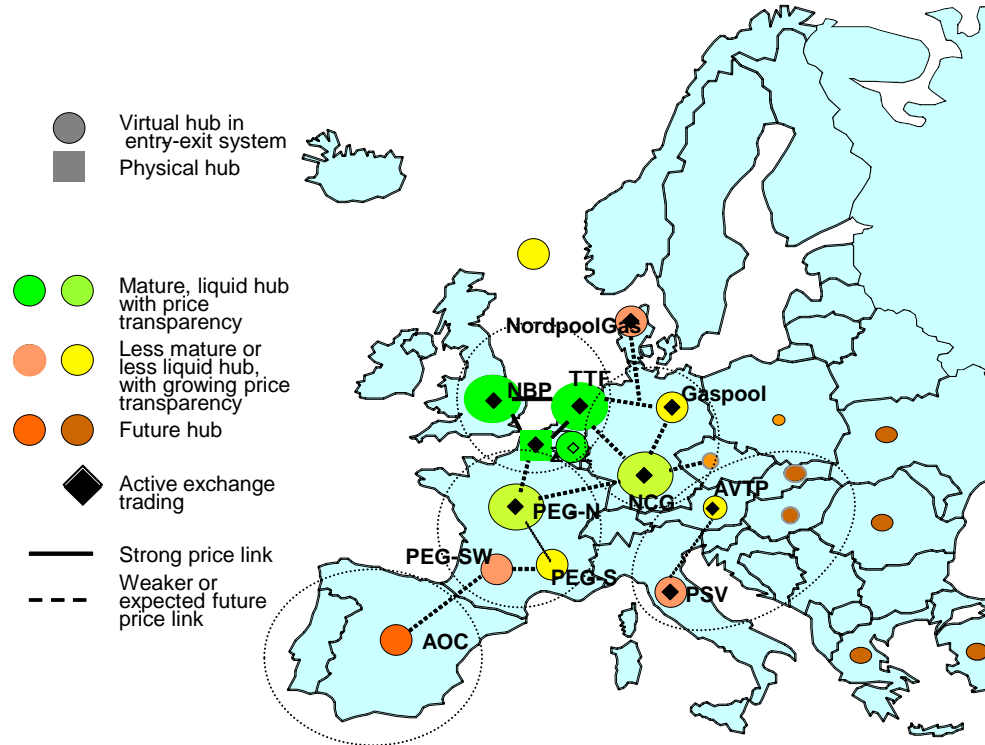 Virtual hub in
entry-exit system
Physical hub
Mature, liquid hub
with price
transparency
Less mature or
less liquid hub,
with growing price
transparency
Future hub
Active exchange
trading
Strong price link
Weaker or
expected future
price link
NordpoolGas
TTF
NBP
Gaspool
NCG
AVTP
PEG-N
PEG-SW
PEG-S
PSV
AOC